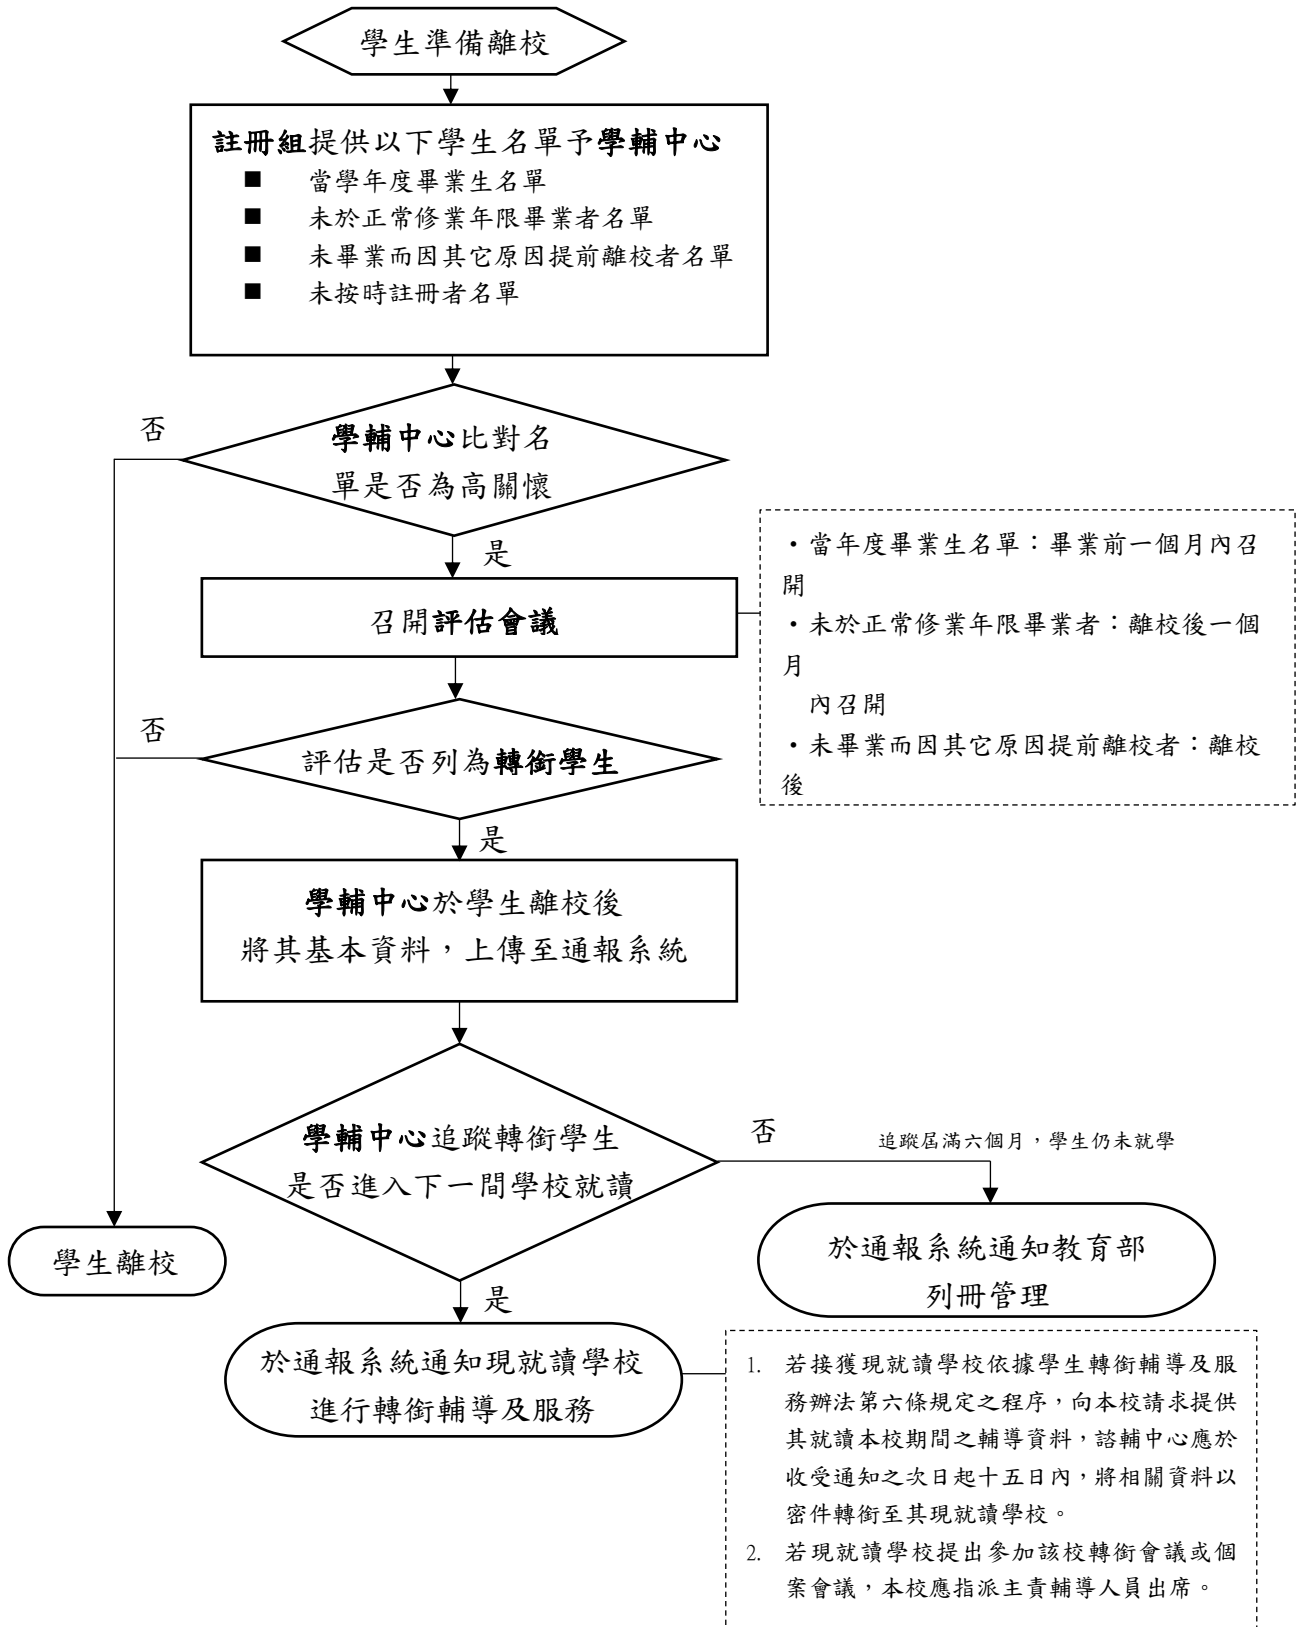 學生準備離校
註冊組提供以下學生名單予學輔中心
■ 當學年度畢業生名單
■ 未於正常修業年限畢業者名單
■ 未畢業而因其它原因提前離校者名單
■ 未按時註冊者名單
否
學輔中心比對名
單是否為高關懷
是
召開評估會議
・當年度畢業生名單：畢業前一個月內召
開
・未於正常修業年限畢業者：離校後一個
月
內召開
・未畢業而因其它原因提前離校者：離校
後
否
評估是否列為轉銜學生
是
學輔中心於學生離校後
將其基本資料，上傳至通報系統
學輔中心追蹤轉銜學生
是否進入下一間學校就讀
否
追蹤屆滿六個月，學生仍未就學
學生離校
於通報系統通知教育部
列冊管理
是
於通報系統通知現就讀學校
進行轉銜輔導及服務
1. 若接獲現就讀學校依據學生轉銜輔導及服
務辦法第六條規定之程序，向本校請求提供
其就讀本校期間之輔導資料，諮輔中心應於
收受通知之次日起十五日內，將相關資料以
密件轉銜至其現就讀學校。
2. 若現就讀學校提出參加該校轉銜會議或個
案會議，本校應指派主責輔導人員出席。